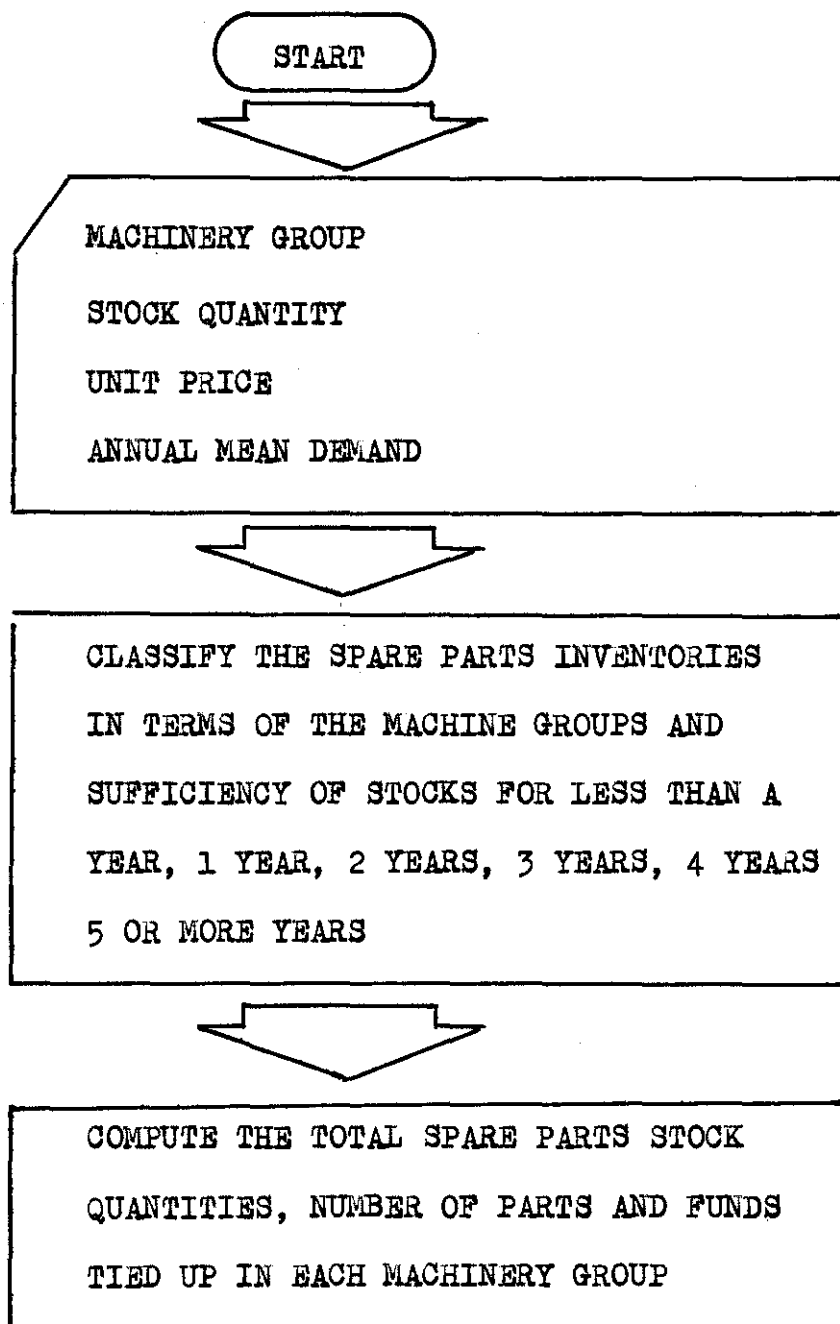 START
MACHINERY GROUP
STOCK QUANTITY
UNIT PRICE
ANNUAL MEAN DEMAND
CLASSIFY THE SPARE PARTS INVENTORIES
IN TERMS OF THE MACHINE GROUPS AND
SUFFICIENCY OF STOCKS FOR LESS THAN A
YEAR, 1 YEAR, 2 YEARS, 3 YEARS, 4 YEARS
5 OR MORE YEARS
COMPUTE THE TOTAL SPARE PARTS STOCK
QUANTITIES, NUMBER OF PARTS AND FUNDS
TIED UP IN EACH MACHINERY GROUP